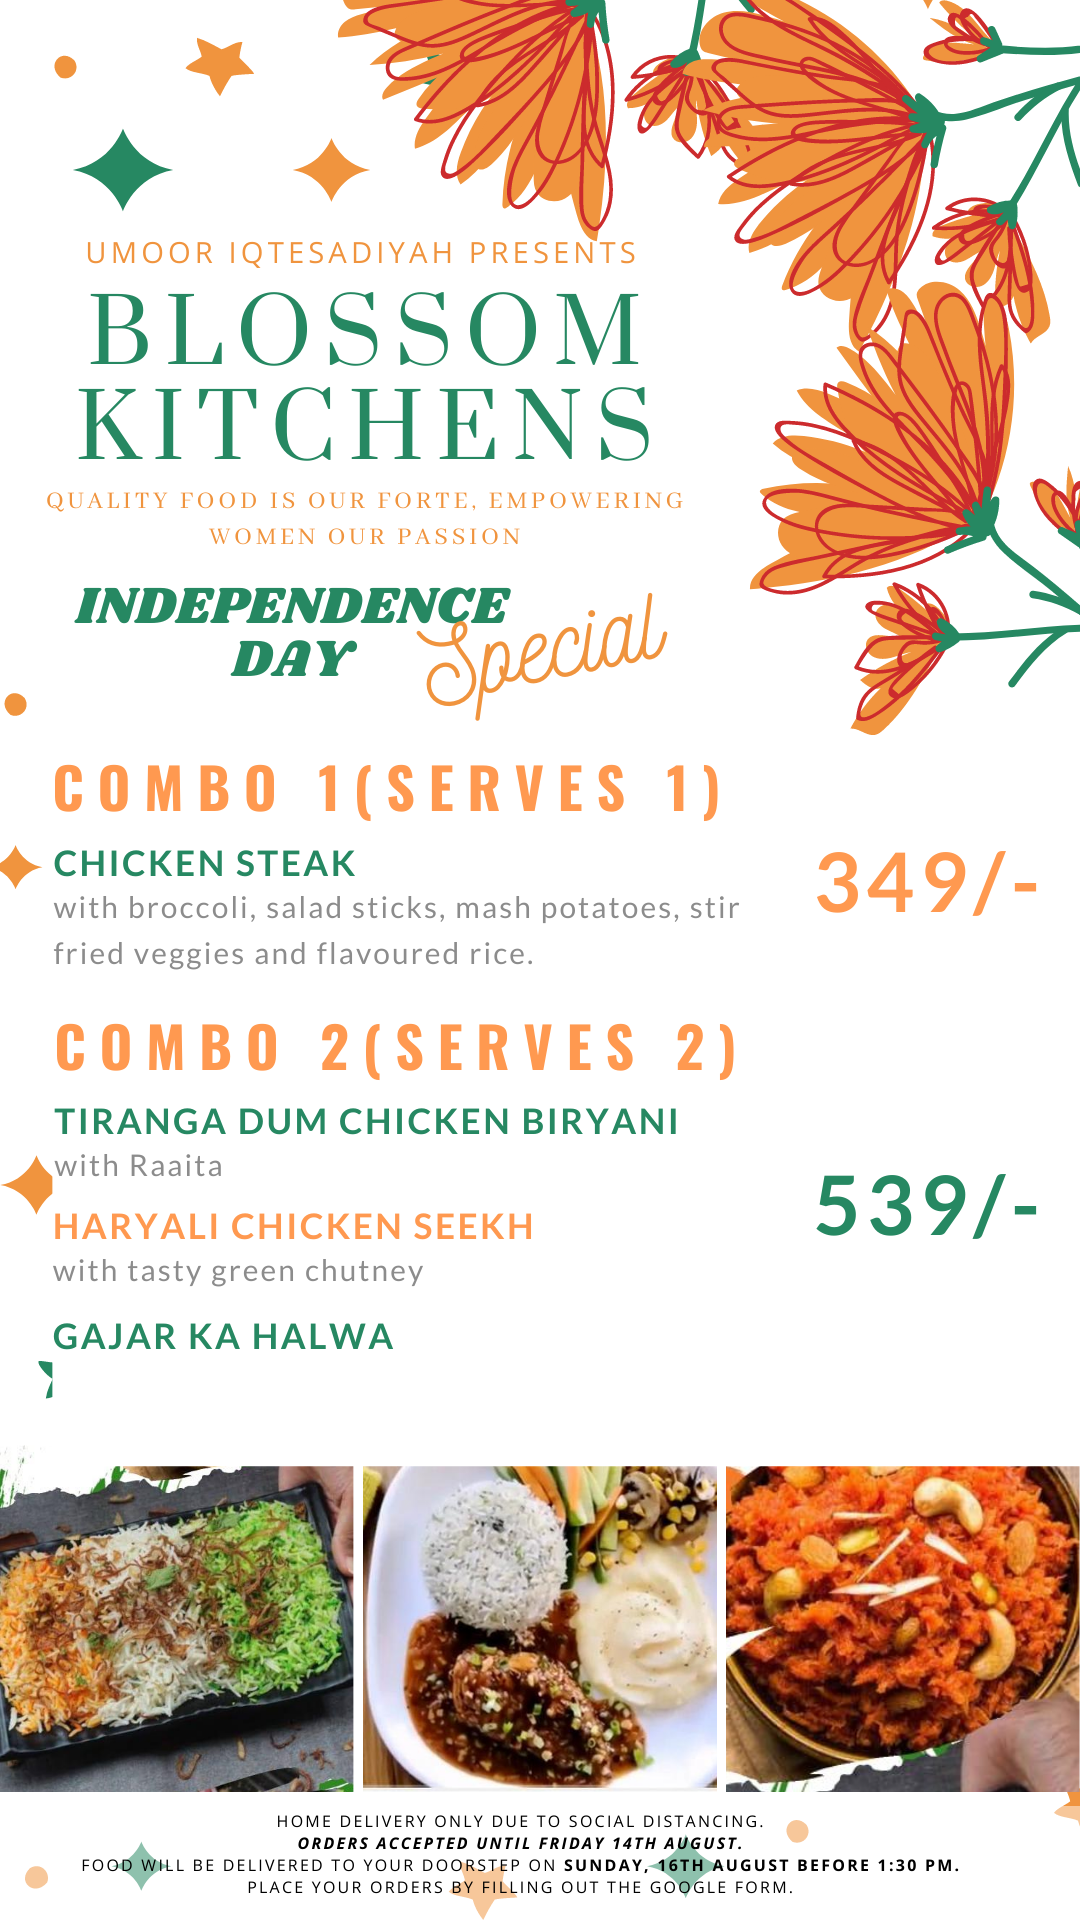 UMOOR IQTESADIYAH PRESENTS
BLOSSOM
KITCHENS
QUALITY FOOD IS OUR FORTE, EMPOWERING
WOMEN OUR PASSION
INDEPENDENCE
DAY Special
COMBO 1(SERVES 1)
CHICKEN STEAK
349/-
with broccoli, salad sticks, mash potatoes, stir
fried veggies and flavoured rice.
COMBO 2(SERVES 2)
TIRANGA DUM CHICKEN BIRYANI
with Raaita
539/-
HARYALI CHICKEN SEEKH
with tasty green chutney
GAJAR KA HALWA
HOME DELIVERY ONLY DUE TO SOCIAL DISTANCING.
ORDERS ACCEPTED UNTIL FRIDAY 14TH AUGUST.
FOOD WILL BE DELIVERED TO YOUR DOORSTEP ON SUNDAY, 16TH AUGUST BEFORE 1:30 PM.
PLACE YOUR ORDERS BY FILLING OUT THE GOOGLE FORM.